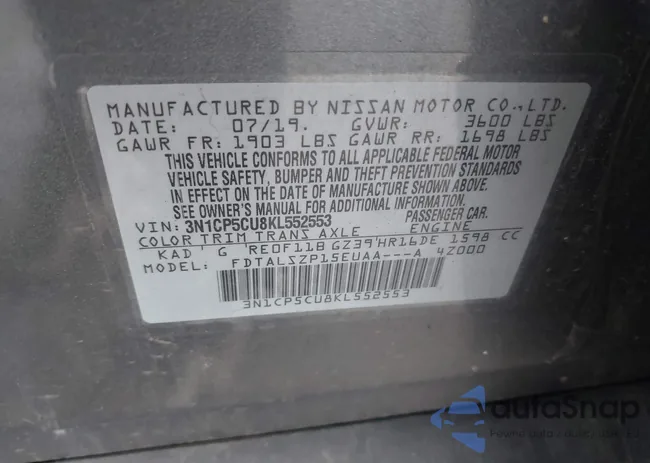 MANUFACTURED BY NISSAN MOTOR CO., LTD.
DATE: 07/19. GVWR: 3600 LBS
GAWR FR: 1903 LBS GAWR RR: 1698 LBS
THIS VEHICLE CONFORMS TO ALL APPLICABLE FEDERAL MOTOR
VEHICLE SAFETY, BUMPER AND THEFT PREVENTION STANDARDS
IN EFFECT ON THE DATE OF MANUFACTURE SHOWN ABOVE.
SEE OWNER'S MANUAL FOR ADDITIONAL INFORMATION.
VIN: 3N1CP5CU8KL552553 PASSENGER CAR.
COLOR TRIM TRANS AXLE ENGINE
KAD G RE0F11B GZ39 HR16DE 1598 CC
MODEL: FDTALSZP15EUAA---A 4Z000
3N1CP5CU8KL552553
autoSnap